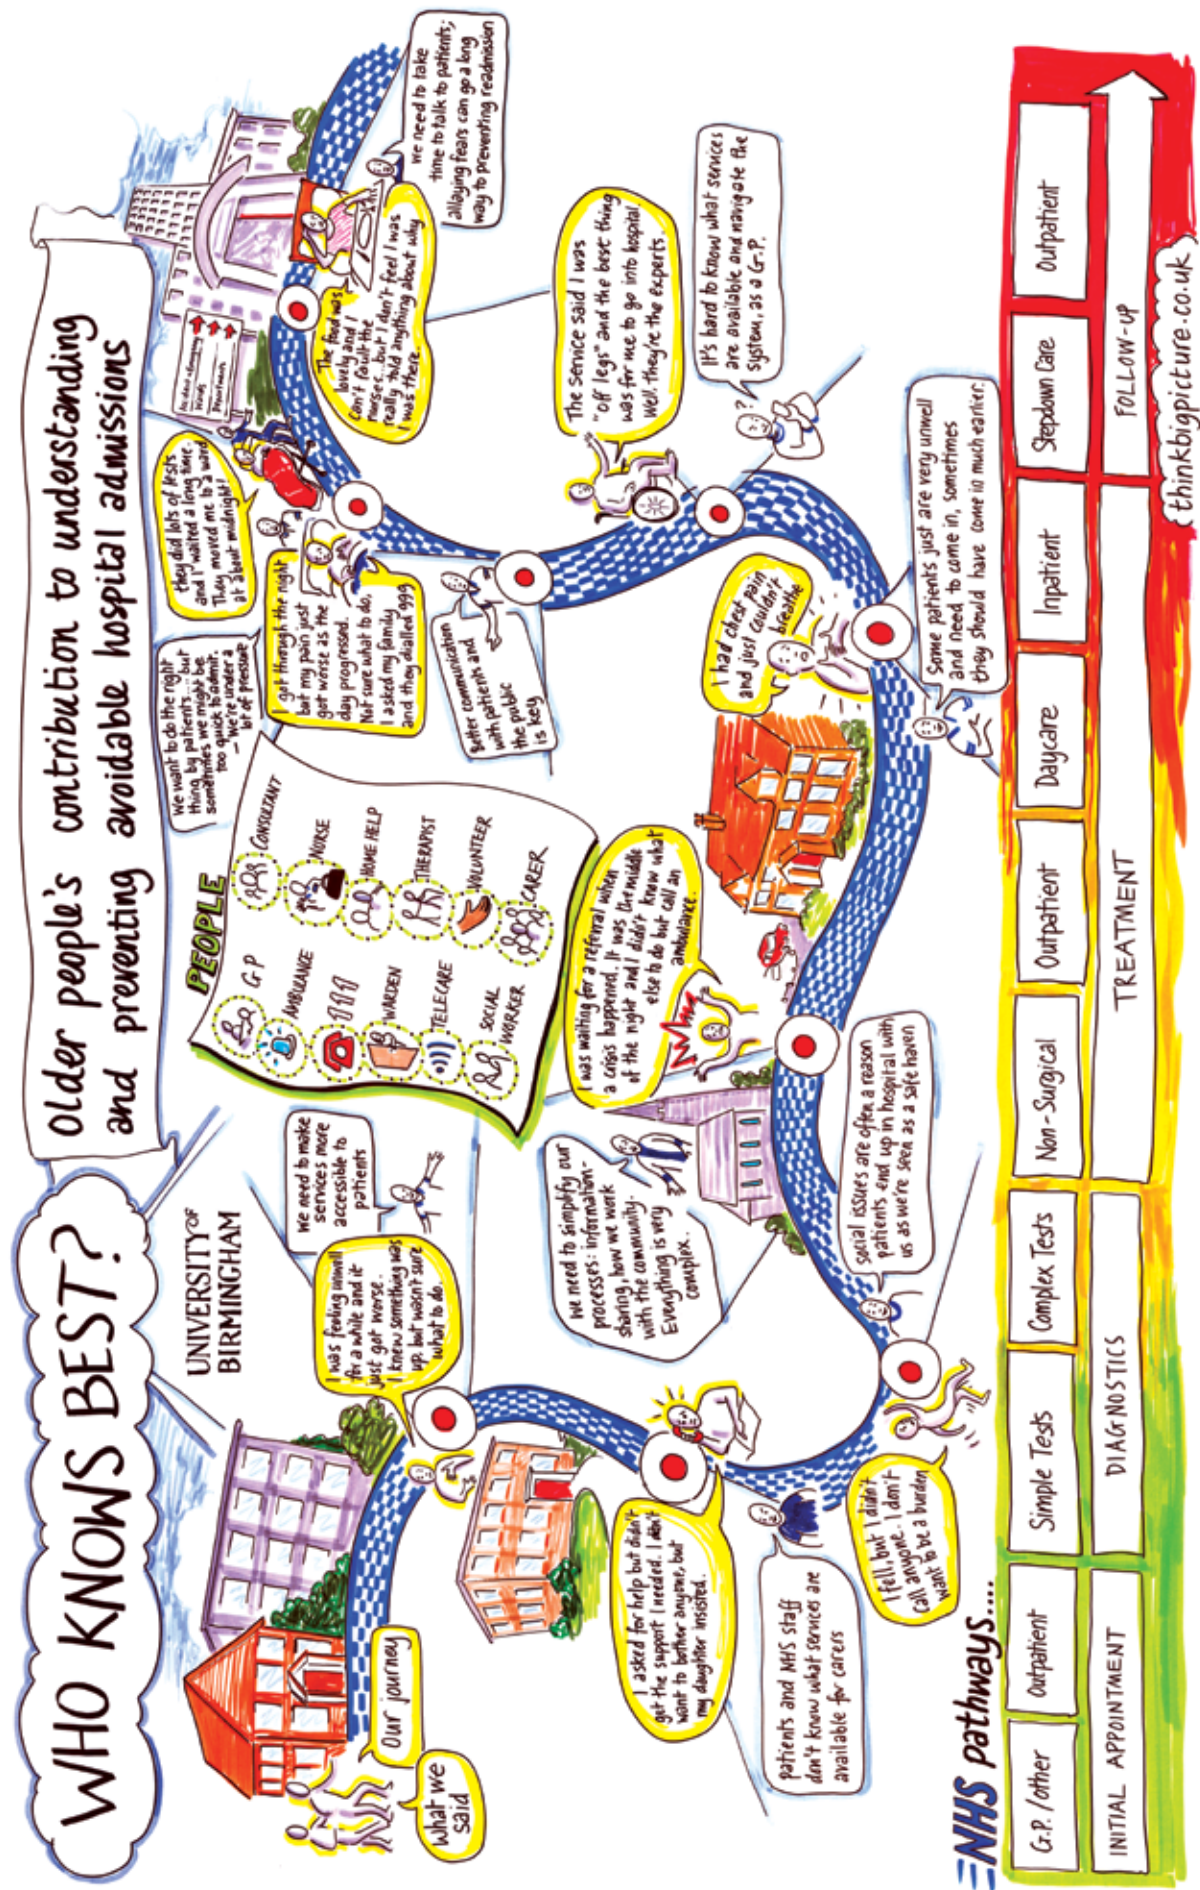 WHO KNOWS BEST?
Older people's contribution to understanding
and preventing avoidable hospital admissions
UNIVERSITY OF
BIRMINGHAM
What we
said
Our journey
I was feeling unwell
for a while and it
just got worse.
I knew something was
up, but wasn't sure
what to do.
we need to make
services more
accessible to
patients
I asked for help but didn't
get the support I needed. I don't
want to bother anyone, but
my daughter insisted.
patients and NHS staff
don't know what services are
available for carers
I fell, but I didn't
call anyone. I don't
want to be a burden
social issues are often a reason
patients end up in hospital with
us as we're seen as a safe haven
we need to simplify our
processes: information-
sharing, how we work
with the community.
Everything is very
complex.
I was waiting for a referral when
a crisis happened. It was the middle
of the night and I didn't know what
else to do but call an
ambulance.
PEOPLE
GP
CONSULTANT
AMBULANCE
NURSE
111
HOME HELP
WARDEN
THERAPIST
TELECARE
VOLUNTEER
SOCIAL
WORKER
CARER
I had chest pain
and just couldn't
breathe
Some patient's just are very unwell
and need to come in, sometimes
they should have come in much earlier.
It's hard to know what services
are available and navigate the
system, as a G.P.
?
The service said I was
"off legs" and the best thing
was for me to go into hospital.
Well, they're the experts.
Better communication
with patients and
the public
is key
I got through the night
but my pain just
got worse as the
day progressed.
Not sure what to do,
I asked my family
and they dialled 999
We want to do the right
thing by patients... but
sometimes we might be
too quick to admit.
– We're under a
lot of pressure
they did lots of tests
and I waited a long time.
They moved me to a ward
at about midnight!
Accident & Emergency
Wards
The food was
lovely and I
can't fault the
nurses...but I don't feel I was
really told anything about why
I was there.
we need to take
time to talk to patients;
allaying fears can go a long
way to preventing readmission
NHS pathways....
G.P. /other
Outpatient
Simple Tests
Complex Tests
Non-Surgical
Outpatient
Daycare
Inpatient
Stepdown Care
Outpatient
INITIAL APPOINTMENT
DIAGNOSTICS
TREATMENT
FOLLOW-UP
thinkbigpicture.co.uk